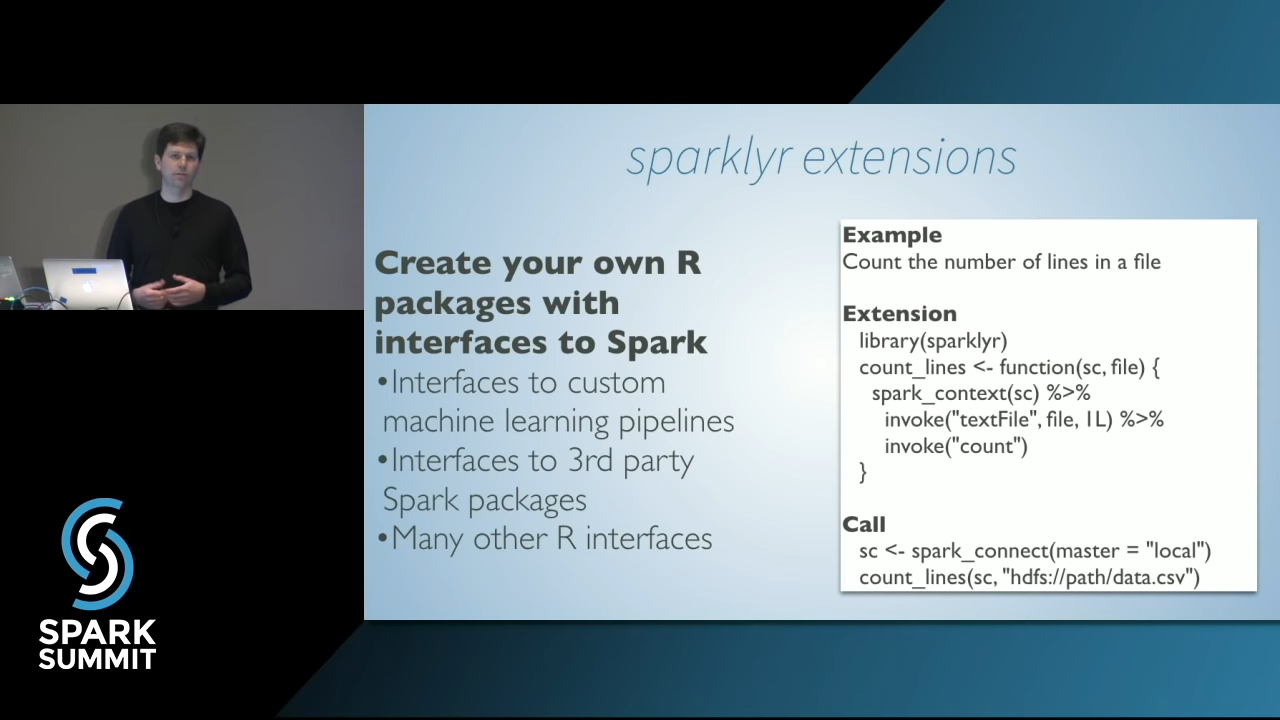 sparklyr extensions
Create your own R
packages with
interfaces to Spark
•Interfaces to custom
machine learning pipelines
•Interfaces to 3rd party
Spark packages
•Many other R interfaces
Example
Count the number of lines in a file
Extension
library(sparklyr)
count_lines <- function(sc, file) {
spark_context(sc) %>%
invoke("textFile", file, 1L) %>%
invoke("count")
}
Call
sc <- spark_connect(master = "local")
count_lines(sc, "hdfs://path/data.csv")
SPARK
SUMMIT